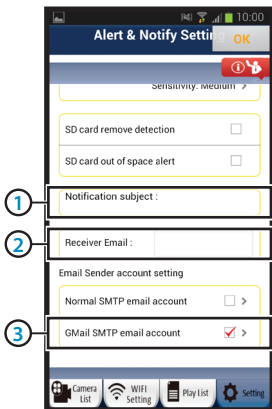 10:00
Alert & Notify Setting
OK
Sensitivity: Medium >
SD card remove detection
SD card out of space alert
1
Notification subject :
2
Receiver Email :
Email Sender account setting
Normal SMTP email account >
3
GMail SMTP email account >
Camera List
WIFI Setting
Play List
Setting